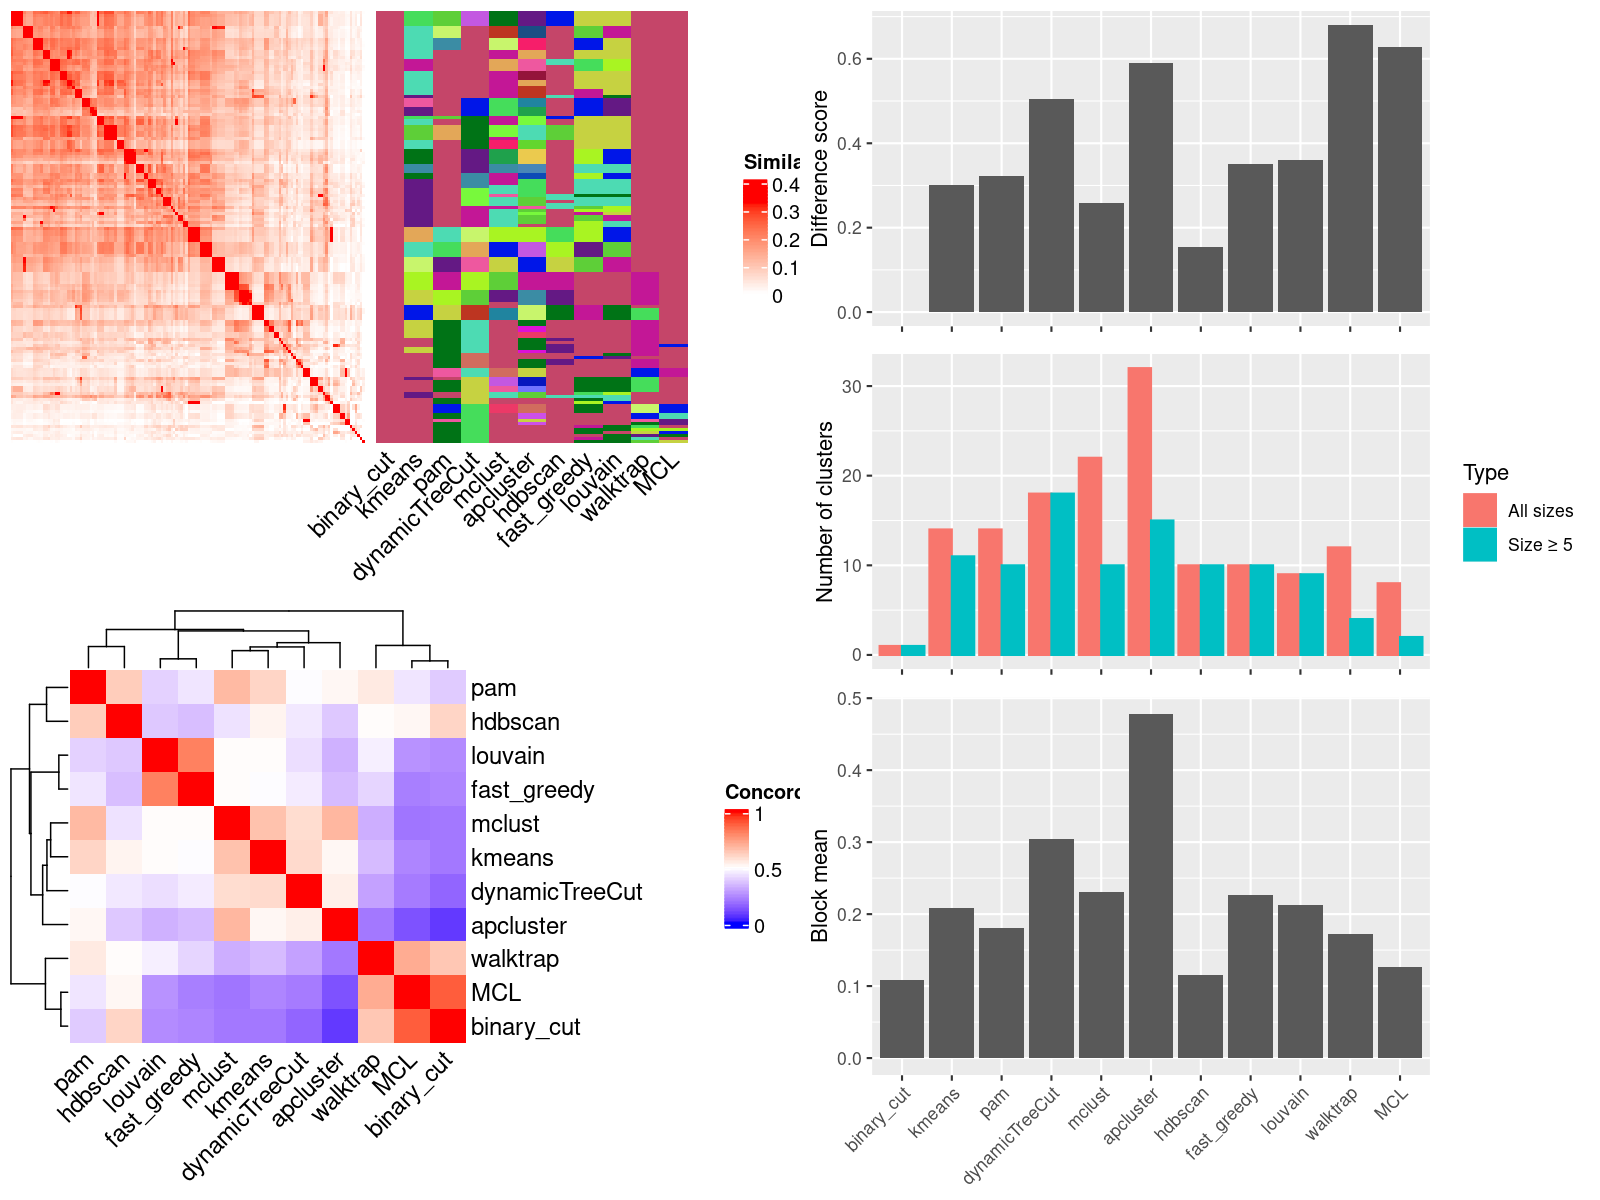 Simila
0.4
0.3
0.2
0.1
0
binary_cut
kmeans
pam
dynamicTreeCut
mclust
apcluster
hdbscan
fast_greedy
louvain
walktrap
MCL
pam
hdbscan
louvain
fast_greedy
mclust
kmeans
dynamicTreeCut
apcluster
walktrap
MCL
binary_cut
pam
hdbscan
louvain
fast_greedy
mclust
kmeans
dynamicTreeCut
apcluster
walktrap
MCL
binary_cut
Concorc
1
0.5
0
Difference score
0.6
0.4
0.2
0.0
Number of clusters
30
20
10
0
Type
All sizes
Size ≥ 5
Block mean
0.5
0.4
0.3
0.2
0.1
0.0
binary_cut
kmeans
pam
dynamicTreeCut
mclust
apcluster
hdbscan
fast_greedy
louvain
walktrap
MCL